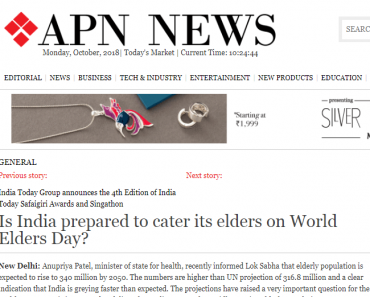 APN NEWS
Monday, October, 2018| Today's Market | Current Time: 10:24:44
SEARC
EDITORIAL | NEWS | BUSINESS | TECH & INDUSTRY | ENTERTAINMENT | NEW PRODUCTS | EDUCATION |
"Starting at
₹1,999
presenting
SILVER
GENERAL
Previous story: Next story:
India Today Group announces the 4th Edition of India
Today Safaigiri Awards and Singathon
Is India prepared to cater its elders on World
Elders Day?
New Delhi: Anupriya Patel, minister of state for health, recently informed Lok Sabha that elderly population is
expected to rise to 340 million by 2050. The numbers are higher than UN projection of 316.8 million and a clear
indication that India is greying faster than expected. The projections have raised a very important question for the